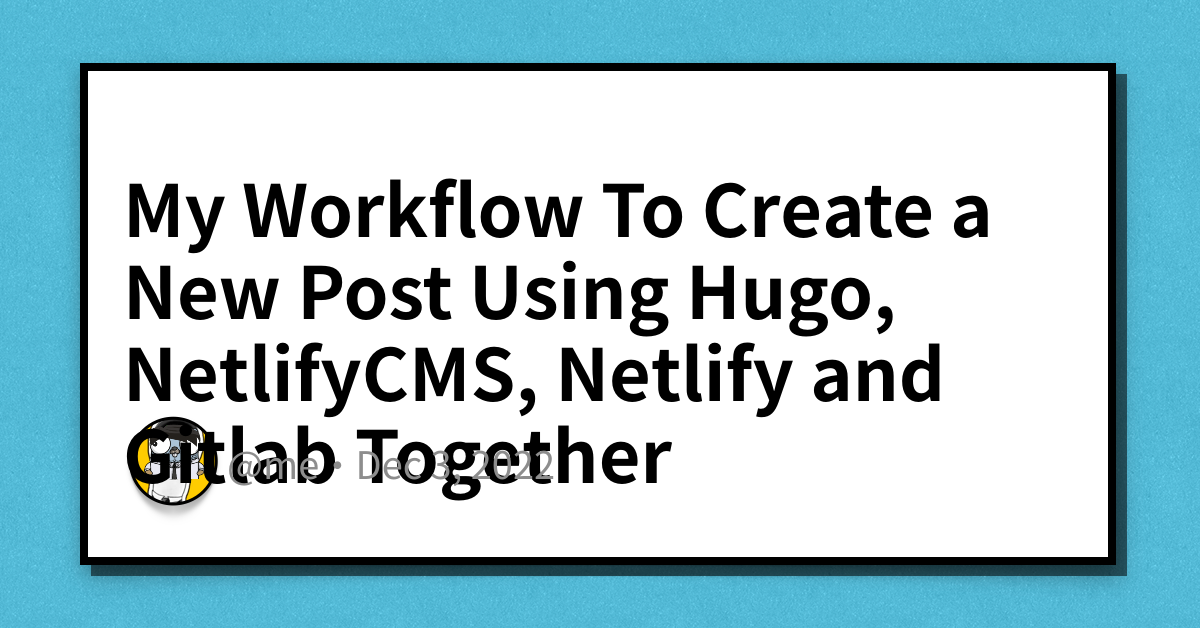 My Workflow To Create a
New Post Using Hugo,
NetlifyCMS, Netlify and
Gitlab Together
@me • Dec 3, 2022